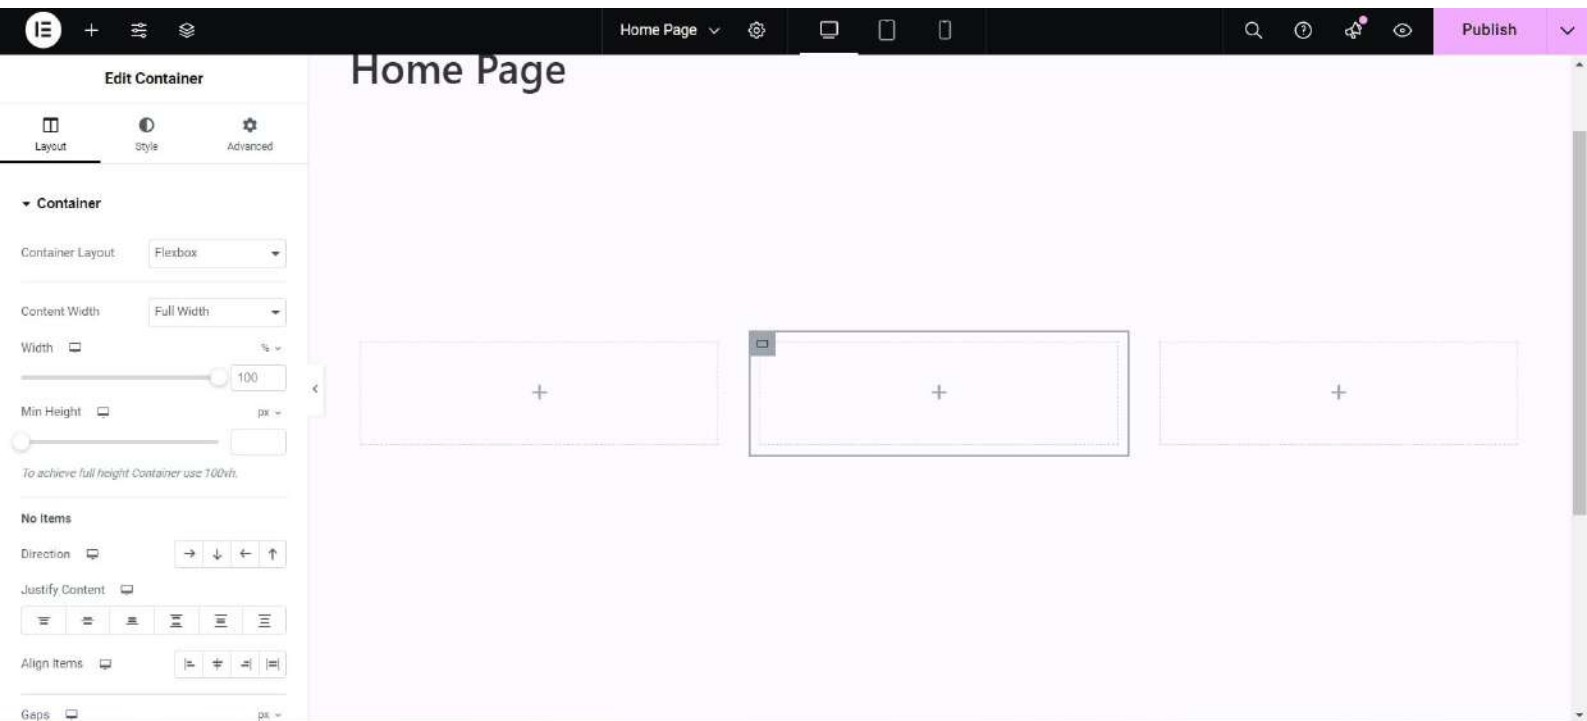 Home Page
Publish
Edit Container
Home Page
Layout
Style
Advanced
Container
Container Layout
Flexbox
Content Width
Full Width
Width
%
100
Min Height
px
To achieve full height Container use 100vh.
No Items
Direction
Justify Content
Align Items
Gaps
px